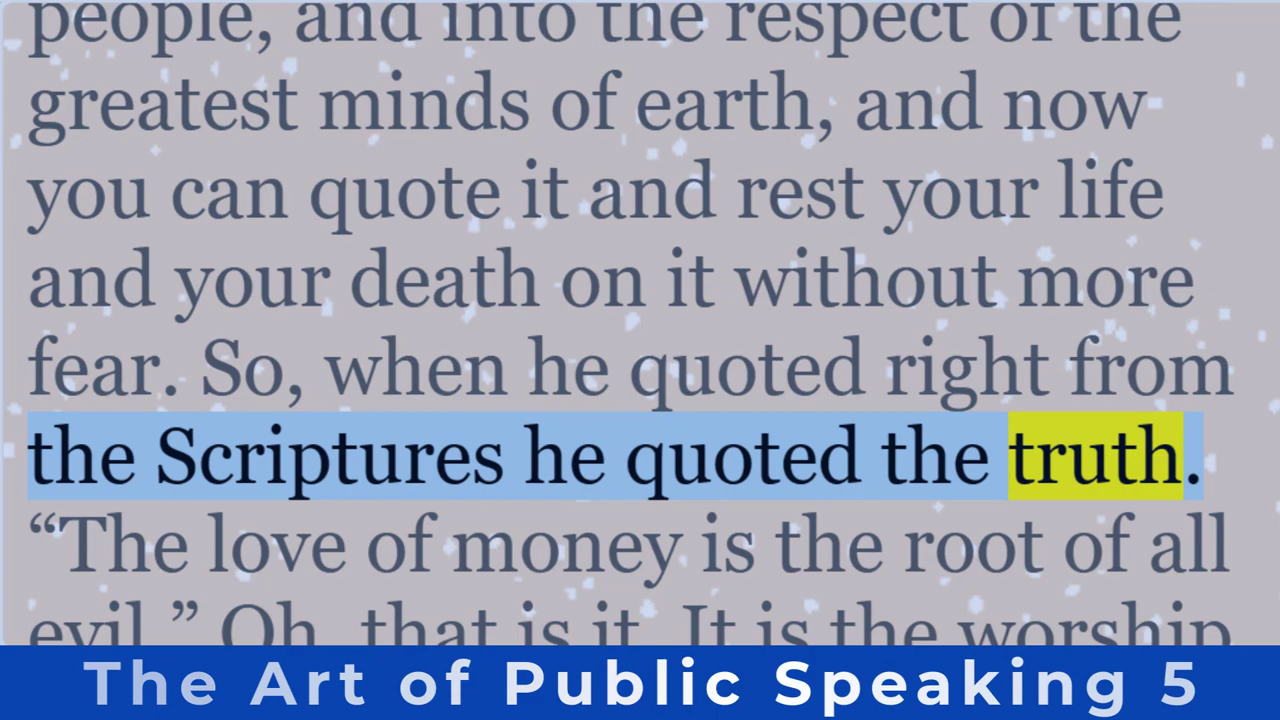 people, and into the respect of the
greatest minds of earth, and now
you can quote it and rest your life
and your death on it without more
fear. So, when he quoted right from
the Scriptures he quoted the truth.
“The love of money is the root of all
evil.” Oh, that is it. It is the worship
The Art of Public Speaking 5